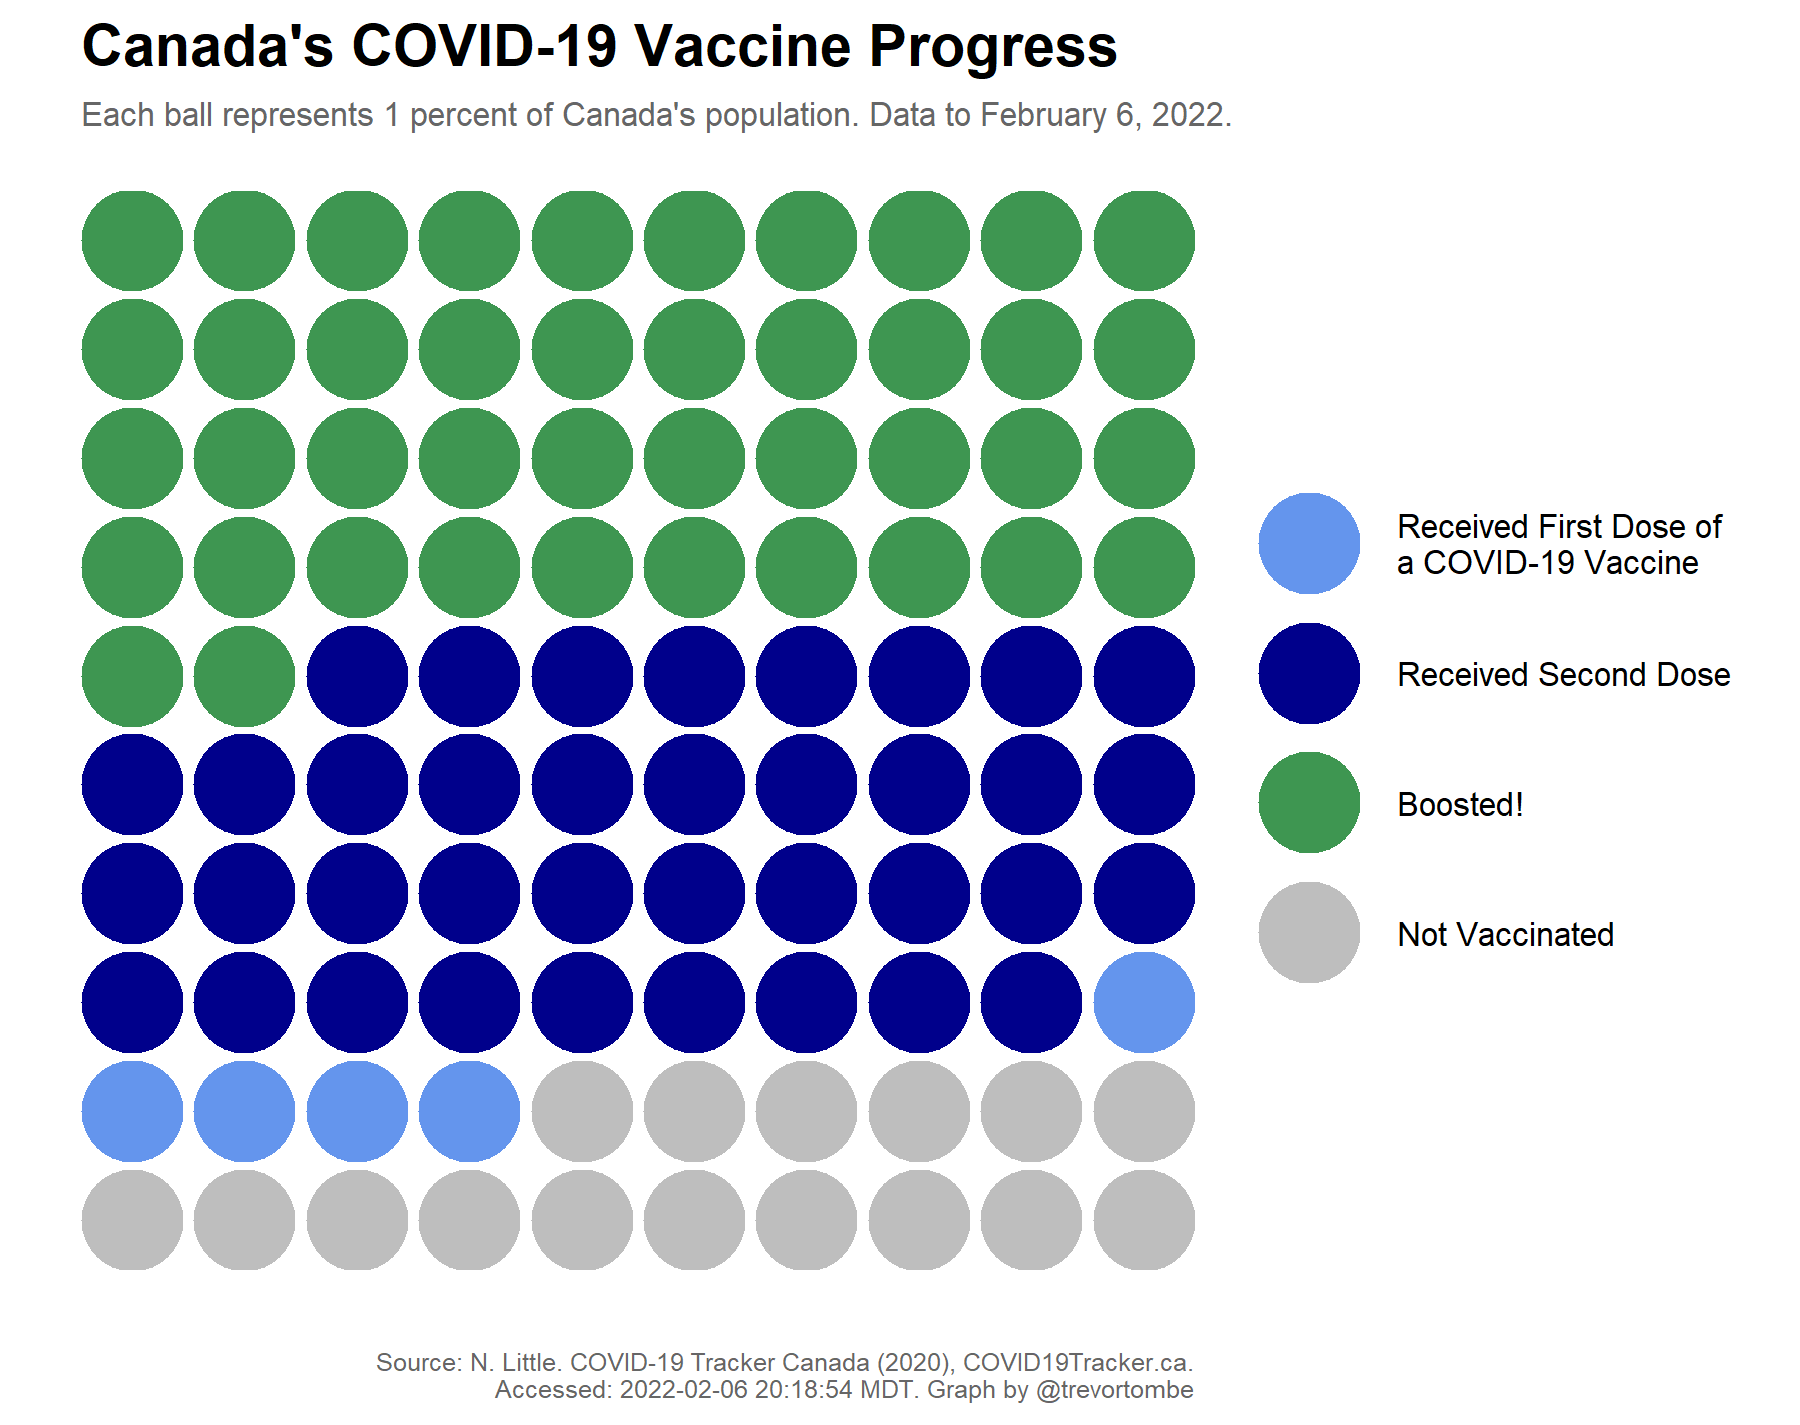 Canada's COVID-19 Vaccine Progress
Each ball represents 1 percent of Canada's population. Data to February 6, 2022.
Received First Dose of
a COVID-19 Vaccine
Received Second Dose
Boosted!
Not Vaccinated
Source: N. Little. COVID-19 Tracker Canada (2020), COVID19Tracker.ca.
Accessed: 2022-02-06 20:18:54 MDT. Graph by @trevortombe